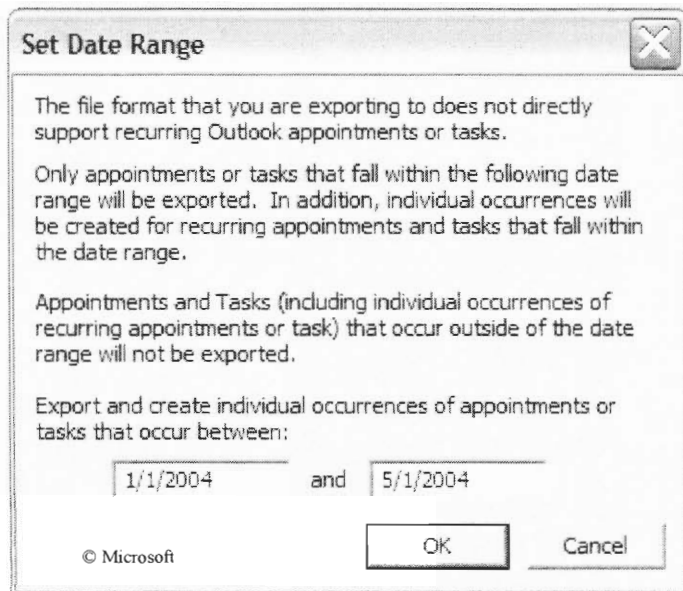 Set Date Range
The file format that you are exporting to does not directly
support recurring Outlook appointments or tasks.
Only appointments or tasks that fall within the following date
range will be exported. In addition, individual occurrences will
be created for recurring appointments and tasks that fall within
the date range.
Appointments and Tasks (including individual occurrences of
recurring appointments or task) that occur outside of the date
range will not be exported.
Export and create individual occurrences of appointments or
tasks that occur between:
1/1/2004 and 5/1/2004
OK Cancel
© Microsoft